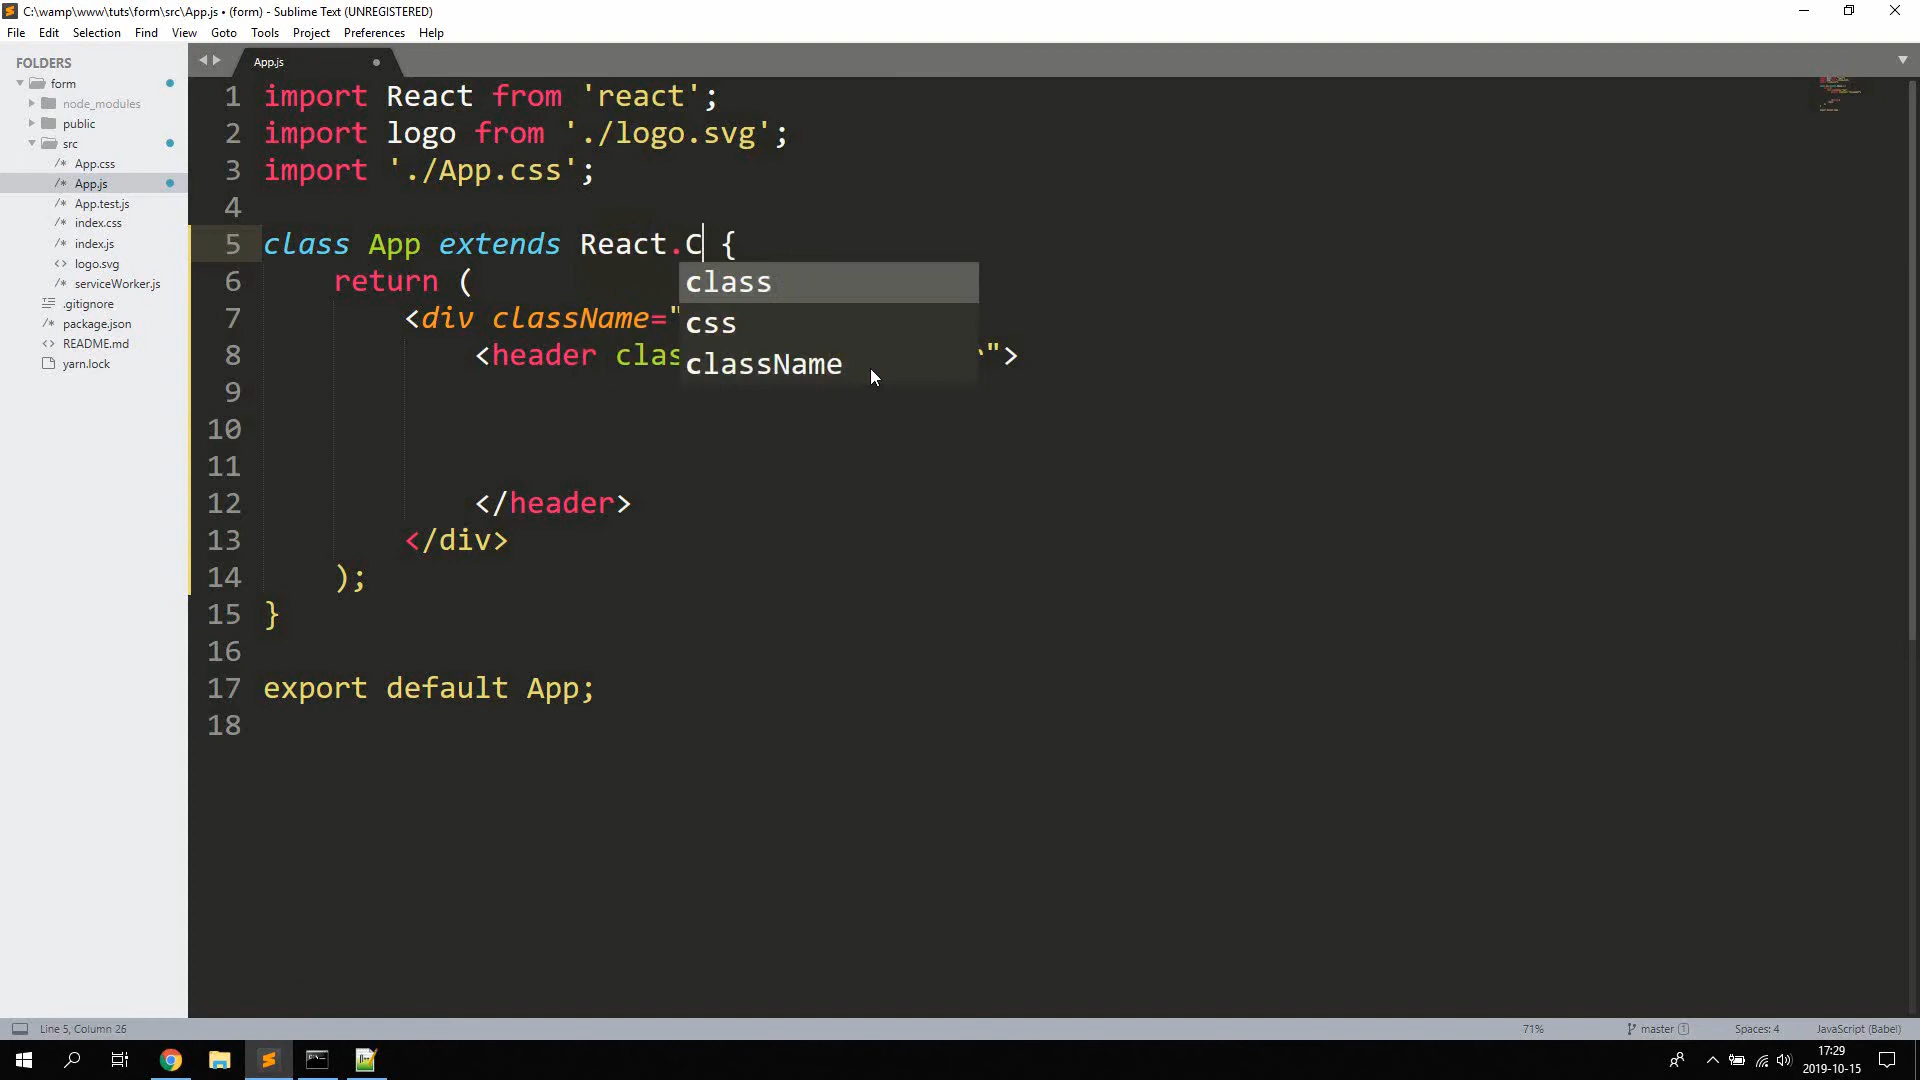 C:\wamp\www\tuts\form\src\App.js • (form) - Sublime Text (UNREGISTERED)
File Edit Selection Find View Goto Tools Project Preferences Help
FOLDERS
form
node_modules
public
src
App.css
App.js
App.test.js
index.css
index.js
logo.svg
serviceWorker.js
.gitignore
package.json
README.md
yarn.lock
App.js
1 import React from 'react';
2 import logo from './logo.svg';
3 import './App.css';
4
5 class App extends React.C {
6 return (
7 <div className="
8 <header clas ">
9
10
11
12 </header>
13 </div>
14 );
15 }
16
17 export default App;
18
class
css
className
Line 5, Column 26
71%
master 1
Spaces: 4
JavaScript (Babel)
17:29
2019-10-15